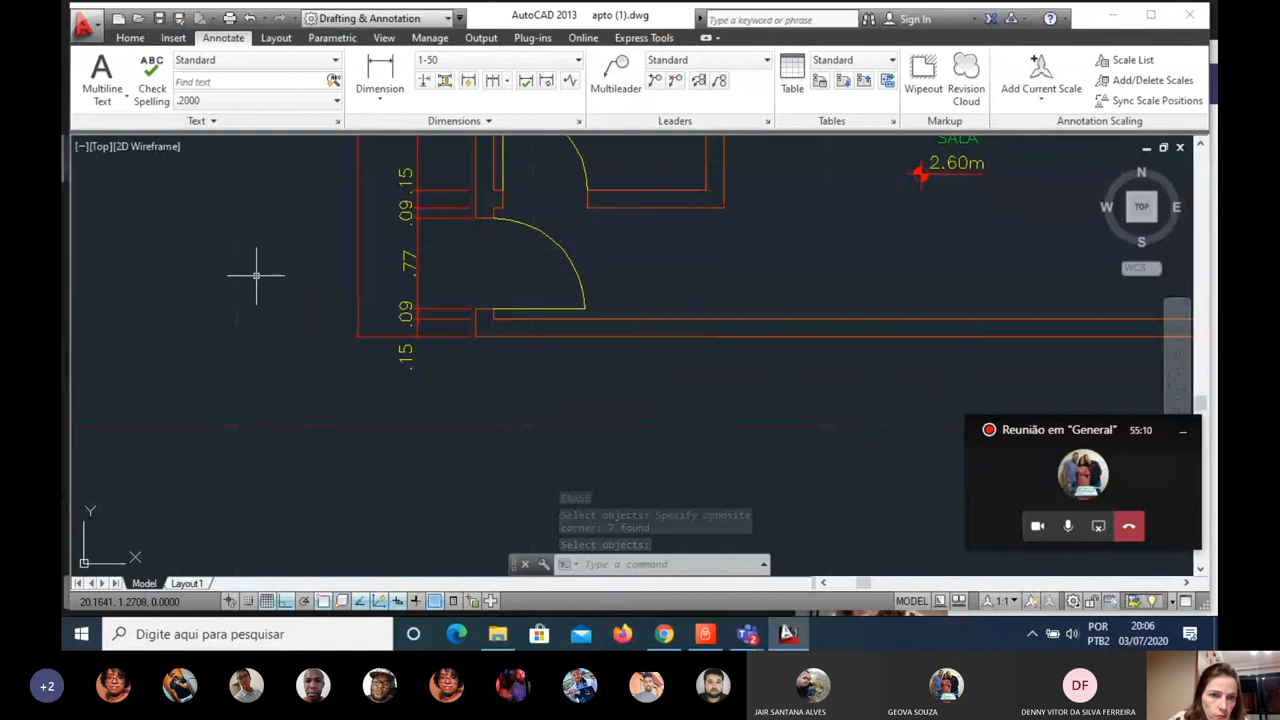 Drafting & Annotation
AutoCAD 2013 apto (1).dwg
Type a keyword or phrase
Sign In
Home Insert Annotate Layout Parametric View Manage Output Plug-ins Online Express Tools
A
Multiline
Text
ABC
Check
Spelling
Standard
Find text
.2000
Text
Dimension
1-50
Dimensions
Multileader
Standard
Leaders
Table
Standard
Tables
Wipeout
Revision
Cloud
Markup
Add Current Scale
Scale List
Add/Delete Scales
Sync Scale Positions
Annotation Scaling
[−][Top][2D Wireframe]
SALA
2.60m
N
W TOP E
S
WCS
.15
.09
.77
.09
.15
Reunião em "General" 55:10
ERASE
Select objects: Specify opposite
corner: 7 found
Select objects:
Type a command
Y
X
Model Layout1
20.1641, 1.2708, 0.0000
MODEL
1:1
Digite aqui para pesquisar
2
POR
PTB2
20:06
03/07/2020
+2
JAIR SANTANA ALVES
GEOVA SOUZA
DF
DENNY VITOR DA SILVA FERREIRA